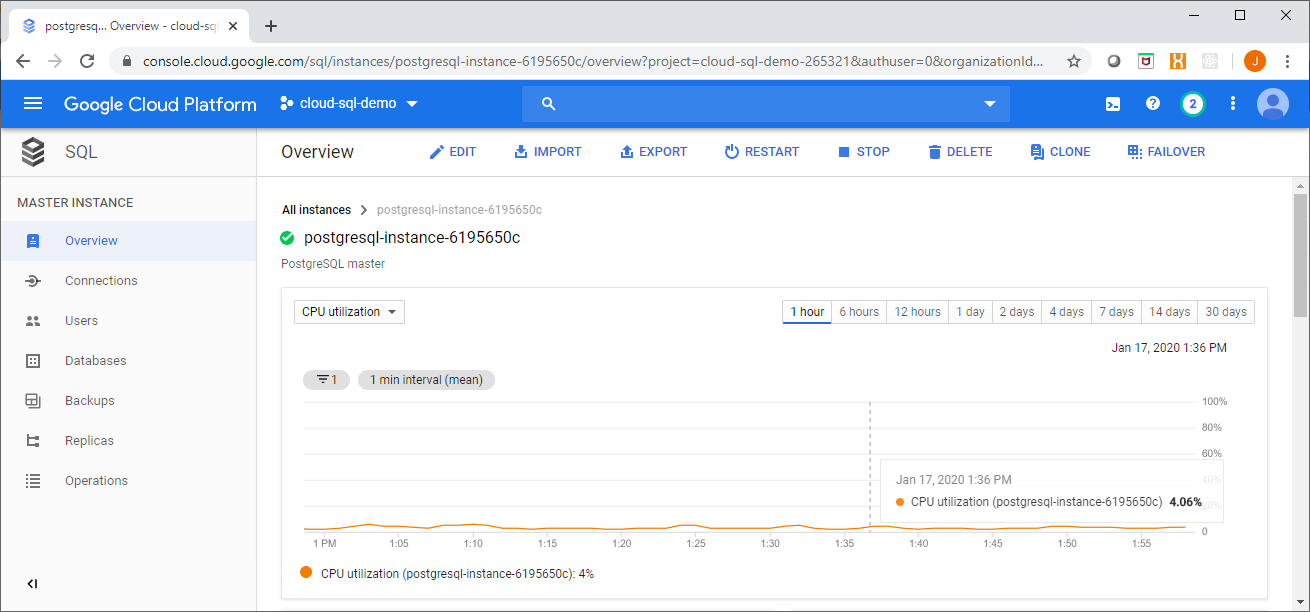 postgresq... Overview - cloud-sql
console.cloud.google.com/sql/instances/postgresql-instance-6195650c/overview?project=cloud-sql-demo-265321&authuser=0&organizationId...
J
Google Cloud Platform
cloud-sql-demo
2
SQL
Overview
EDIT
IMPORT
EXPORT
RESTART
STOP
DELETE
CLONE
FAILOVER
MASTER INSTANCE
Overview
Connections
Users
Databases
Backups
Replicas
Operations
All instances
postgresql-instance-6195650c
postgresql-instance-6195650c
PostgreSQL master
CPU utilization
1 hour
6 hours
12 hours
1 day
2 days
4 days
7 days
14 days
30 days
Jan 17, 2020 1:36 PM
1
1 min interval (mean)
100%
80%
60%
40%
20%
0
Jan 17, 2020 1:36 PM
CPU utilization (postgresql-instance-6195650c) 4.06%
1 PM
1:05
1:10
1:15
1:20
1:25
1:30
1:35
1:40
1:45
1:50
1:55
CPU utilization (postgresql-instance-6195650c): 4%